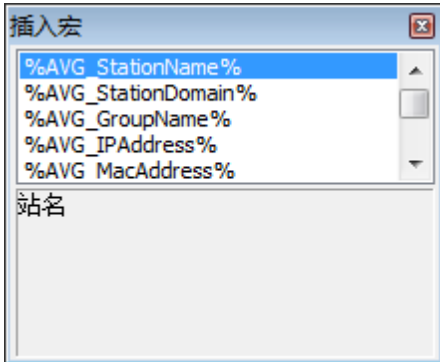 插入宏
%AVG_StationName%
%AVG_StationDomain%
%AVG_GroupName%
%AVG_IPAddress%
%AVG_MacAddress%
站名